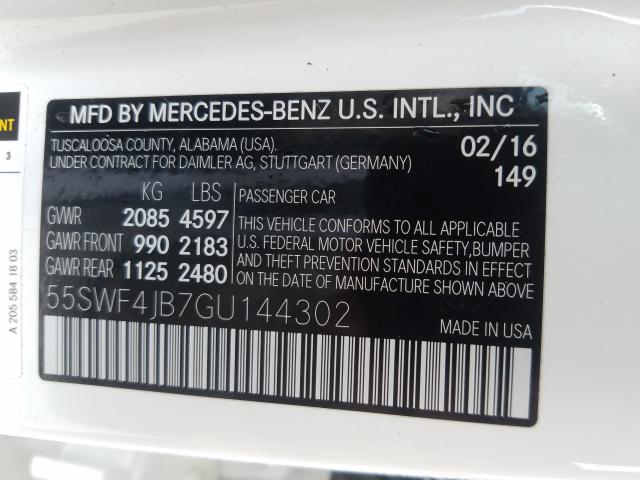 MFD BY MERCEDES-BENZ U.S. INTL., INC
TUSCALOOSA COUNTY, ALABAMA (USA).
UNDER CONTRACT FOR DAIMLER AG, STUTTGART (GERMANY)
02/16
149
KG LBS
GVWR 2085 4597
GAWR FRONT 990 2183
GAWR REAR 1125 2480
PASSENGER CAR
THIS VEHICLE CONFORMS TO ALL APPLICABLE
U.S. FEDERAL MOTOR VEHICLE SAFETY,BUMPER
AND THEFT PREVENTION STANDARDS IN EFFECT
ON THE DATE OF MANUFACTURE SHOWN ABOVE.
55SWF4JB7GU144302
MADE IN USA
3
A 205 584 18 03